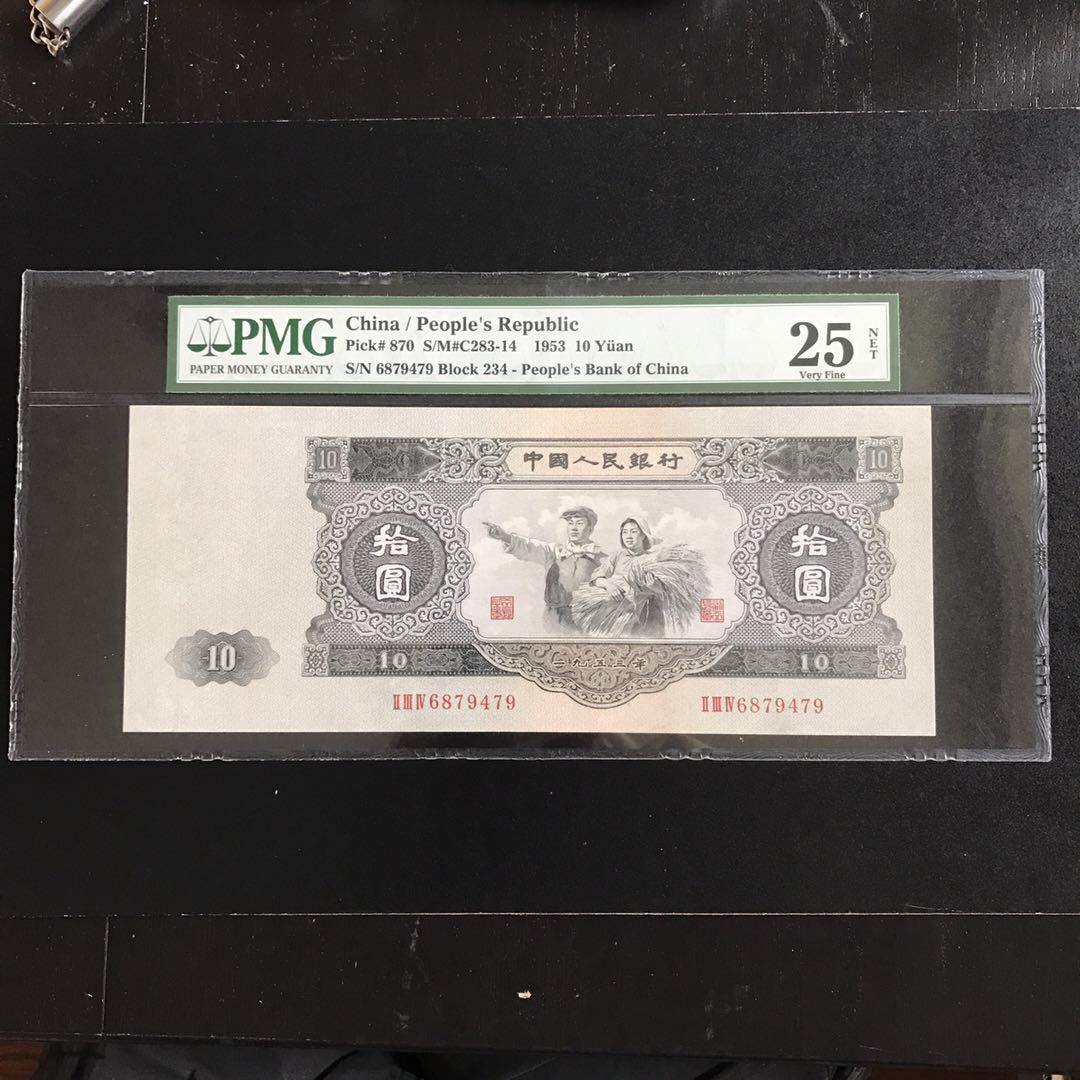 PMG
PAPER MONEY GUARANTY
China / People's Republic
Pick# 870 S/M#C283-14 1953 10 Yüan
S/N 6879479 Block 234 - People's Bank of China
25
Very Fine
NET
10
中國人民銀行
10
拾圓
拾圓
10
10
一九五三年
10
ⅡⅢⅣ6879479
ⅡⅢⅣ6879479